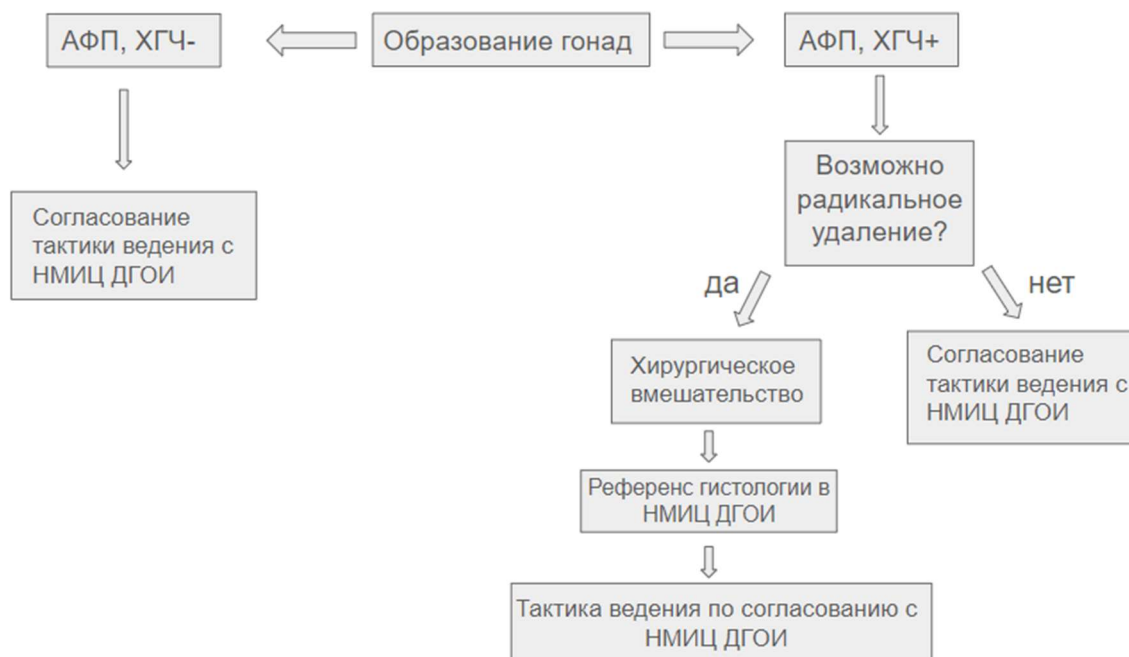 АФП, ХГЧ-
Образование гонад
АФП, ХГЧ+
Согласование
тактики ведения с
НМИЦ ДГОИ
Возможно
радикальное
удаление?
да
нет
Хирургическое
вмешательство
Согласование
тактики ведения с
НМИЦ ДГОИ
Референс гистологии в
НМИЦ ДГОИ
Тактика ведения по согласованию с
НМИЦ ДГОИ